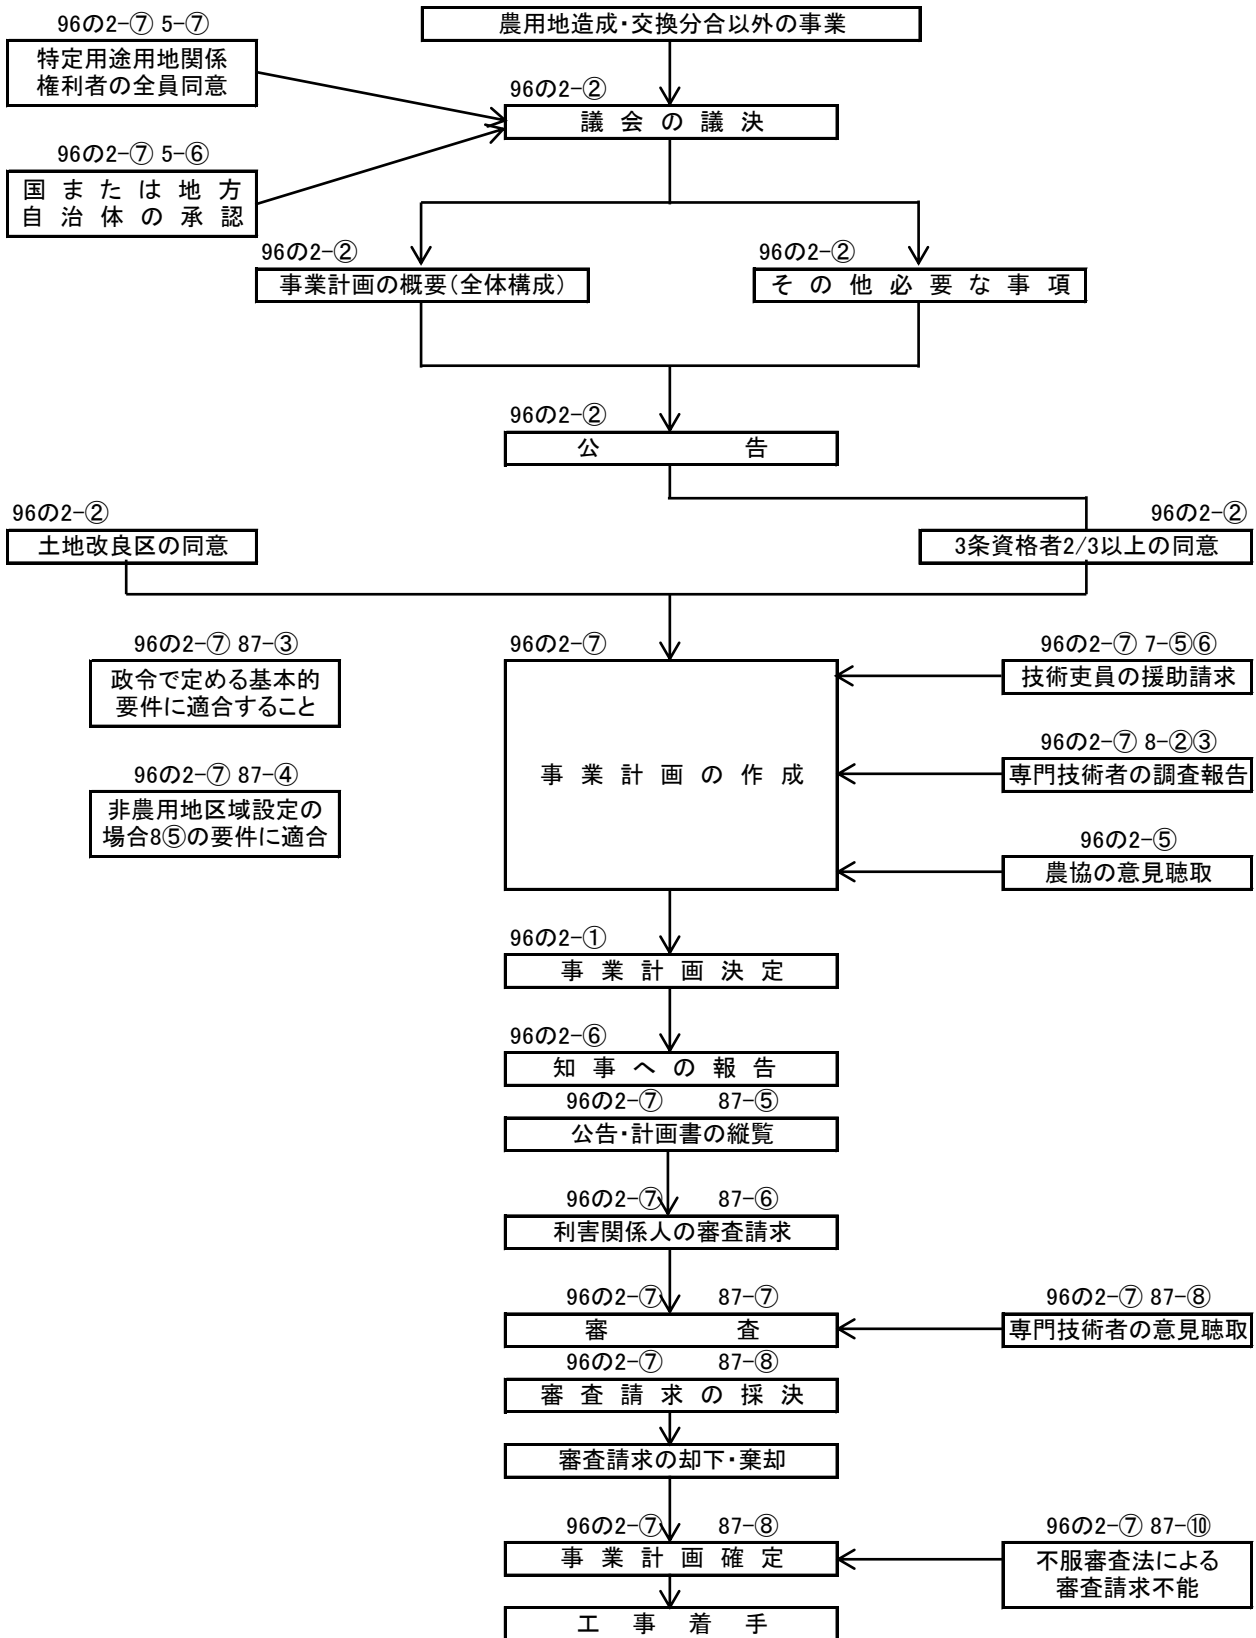 農用地造成・交換分合以外の事業
96の2-⑦ 5-⑦
特定用途用地関係
権利者の全員同意
96の2-②
議会の議決
96の2-⑦ 5-⑥
国または地方
自治体の承認
96の2-②
事業計画の概要(全体構成)
96の2-②
その他必要な事項
96の2-②
公告
96の2-②
土地改良区の同意
96の2-②
3条資格者2/3以上の同意
96の2-⑦ 87-③
政令で定める基本的
要件に適合すること
96の2-⑦ 87-④
非農用地区域設定の
場合8⑤の要件に適合
96の2-⑦
事業計画の作成
96の2-⑦ 7-⑤⑥
技術吏員の援助請求
96の2-⑦ 8-②③
専門技術者の調査報告
96の2-⑤
農協の意見聴取
96の2-①
事業計画決定
96の2-⑥
知事への報告
96の2-⑦ 87-⑤
公告・計画書の縦覧
96の2-⑦ 87-⑥
利害関係人の審査請求
96の2-⑦ 87-⑦
審査
96の2-⑦ 87-⑧
専門技術者の意見聴取
96の2-⑦ 87-⑧
審査請求の採決
審査請求の却下・棄却
96の2-⑦ 87-⑧
事業計画確定
96の2-⑦ 87-⑩
不服審査法による
審査請求不能
工事着手